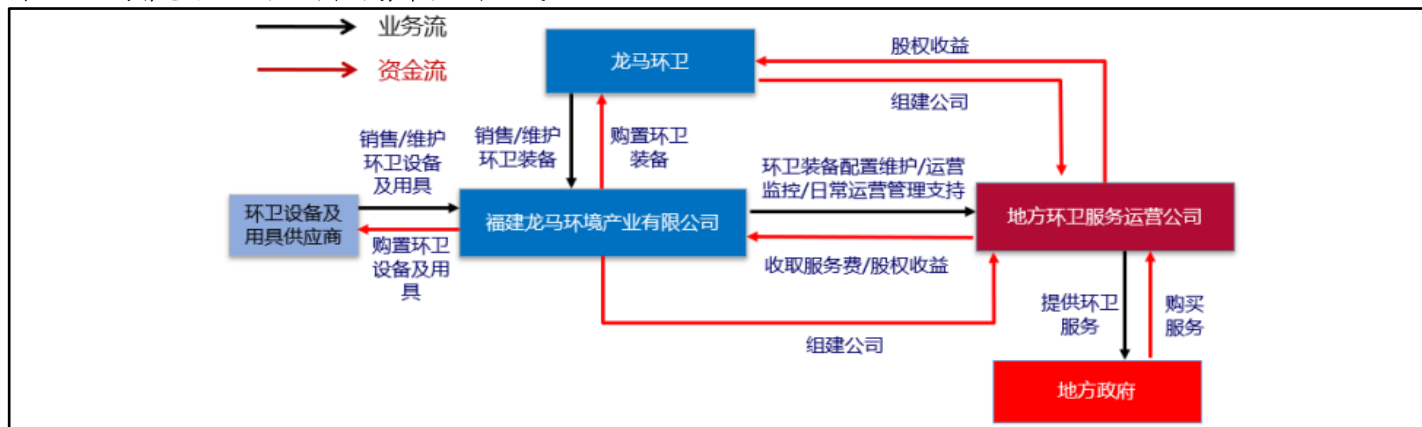 业务流
资金流
龙马环卫
股权收益
组建公司
销售/维护
环卫设备
及用具
销售/维护
环卫装备
购置环卫
装备
环卫装备配置维护/运营
监控/日常运营管理支持
环卫设备及
用具供应商
福建龙马环境产业有限公司
地方环卫服务运营公司
购置环卫
设备及用
具
收取服务费/股权收益
组建公司
提供环卫
服务
购买
服务
地方政府